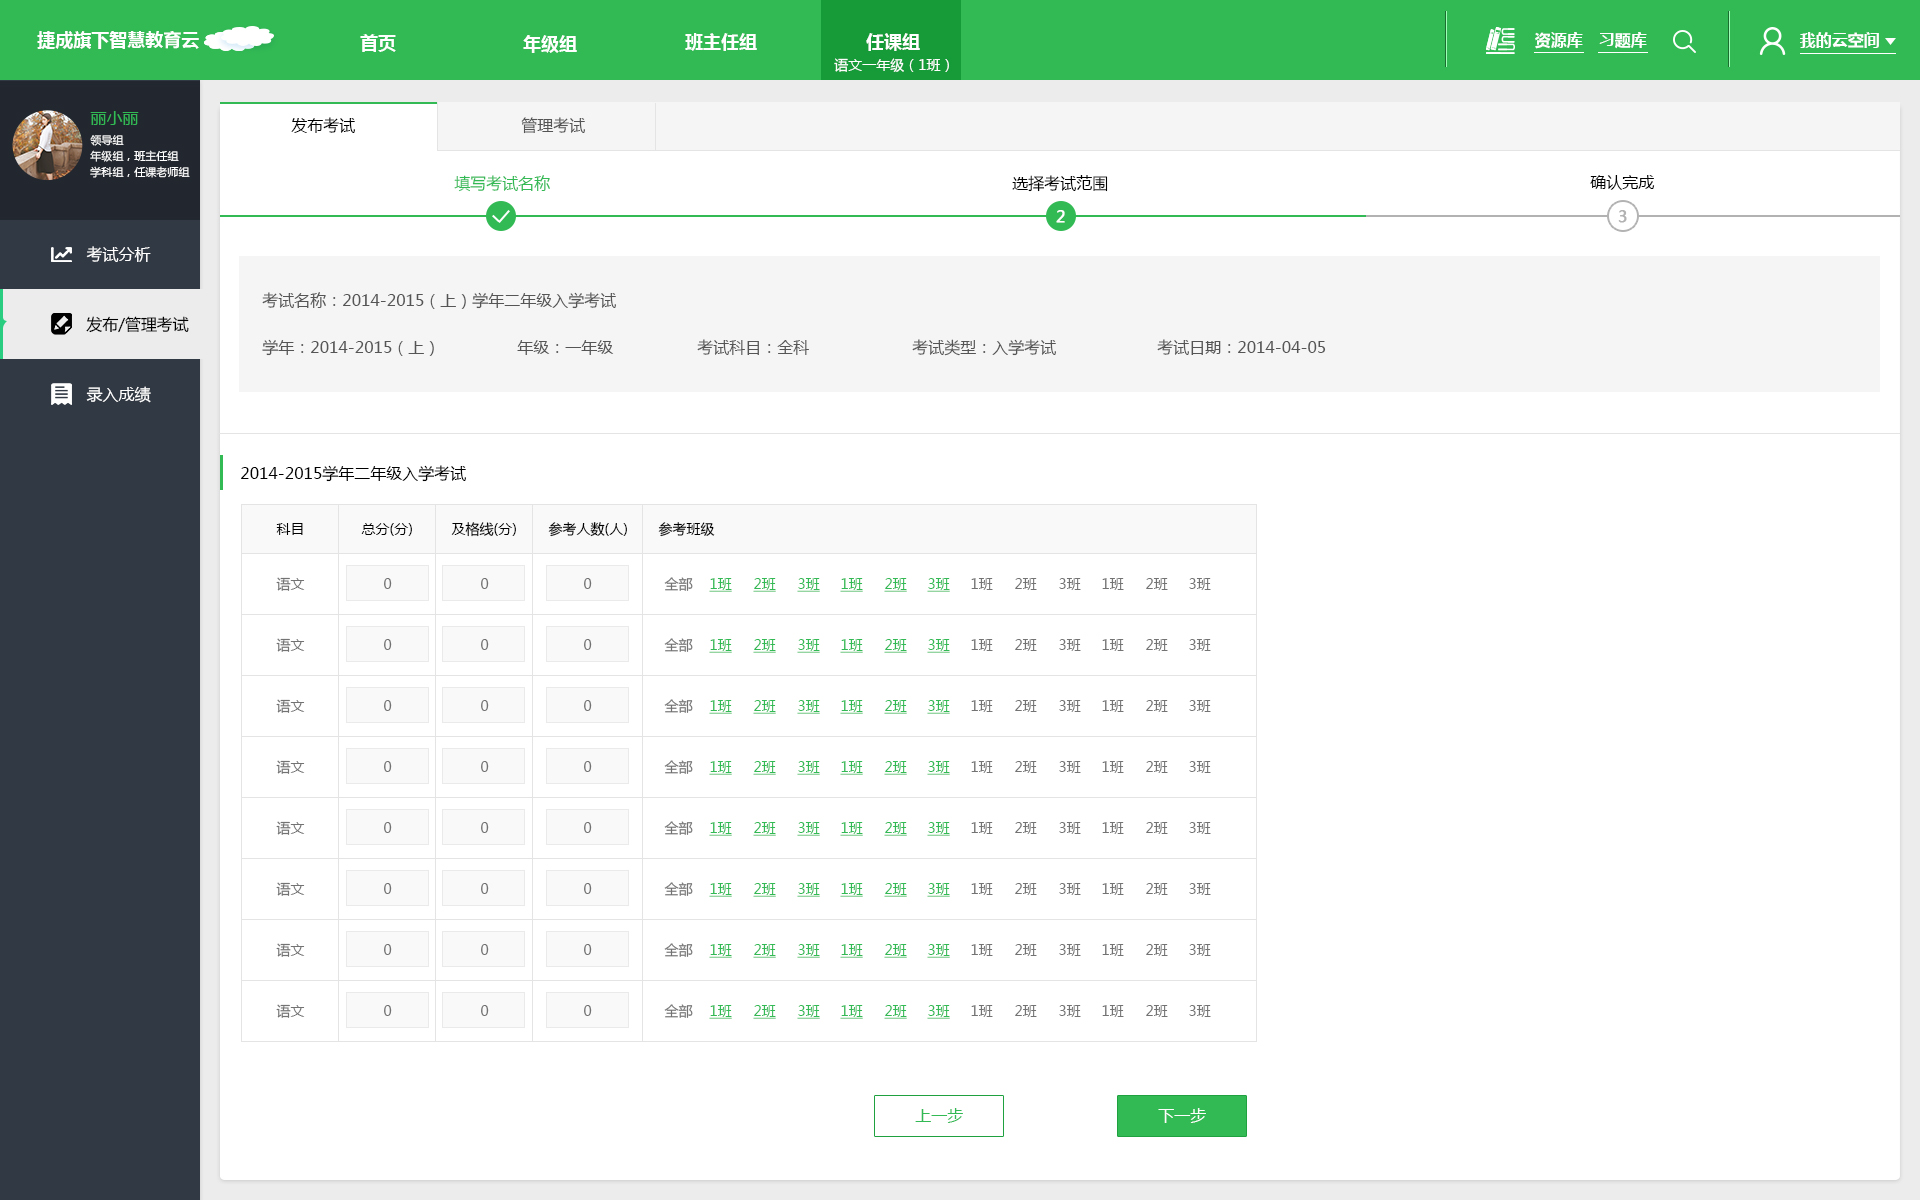 捷成旗下智慧教育云
首页
年级组
班主任组
任课组
语文一年级（1班）
资源库
习题库
我的云空间
丽小丽
领导组
年级组，班主任组
学科组，任课老师组
考试分析
发布/管理考试
录入成绩
发布考试
管理考试
填写考试名称
选择考试范围
确认完成
2
3
考试名称：2014-2015（上）学年二年级入学考试
学年：2014-2015（上） 年级：一年级 考试科目：全科 考试类型：入学考试 考试日期：2014-04-05
2014-2015学年二年级入学考试
科目 总分(分) 及格线(分) 参考人数(人) 参考班级
语文 0 0 0 全部 1班 2班 3班 1班 2班 3班 1班 2班 3班 1班 2班 3班
语文 0 0 0 全部 1班 2班 3班 1班 2班 3班 1班 2班 3班 1班 2班 3班
语文 0 0 0 全部 1班 2班 3班 1班 2班 3班 1班 2班 3班 1班 2班 3班
语文 0 0 0 全部 1班 2班 3班 1班 2班 3班 1班 2班 3班 1班 2班 3班
语文 0 0 0 全部 1班 2班 3班 1班 2班 3班 1班 2班 3班 1班 2班 3班
语文 0 0 0 全部 1班 2班 3班 1班 2班 3班 1班 2班 3班 1班 2班 3班
语文 0 0 0 全部 1班 2班 3班 1班 2班 3班 1班 2班 3班 1班 2班 3班
语文 0 0 0 全部 1班 2班 3班 1班 2班 3班 1班 2班 3班 1班 2班 3班
上一步
下一步